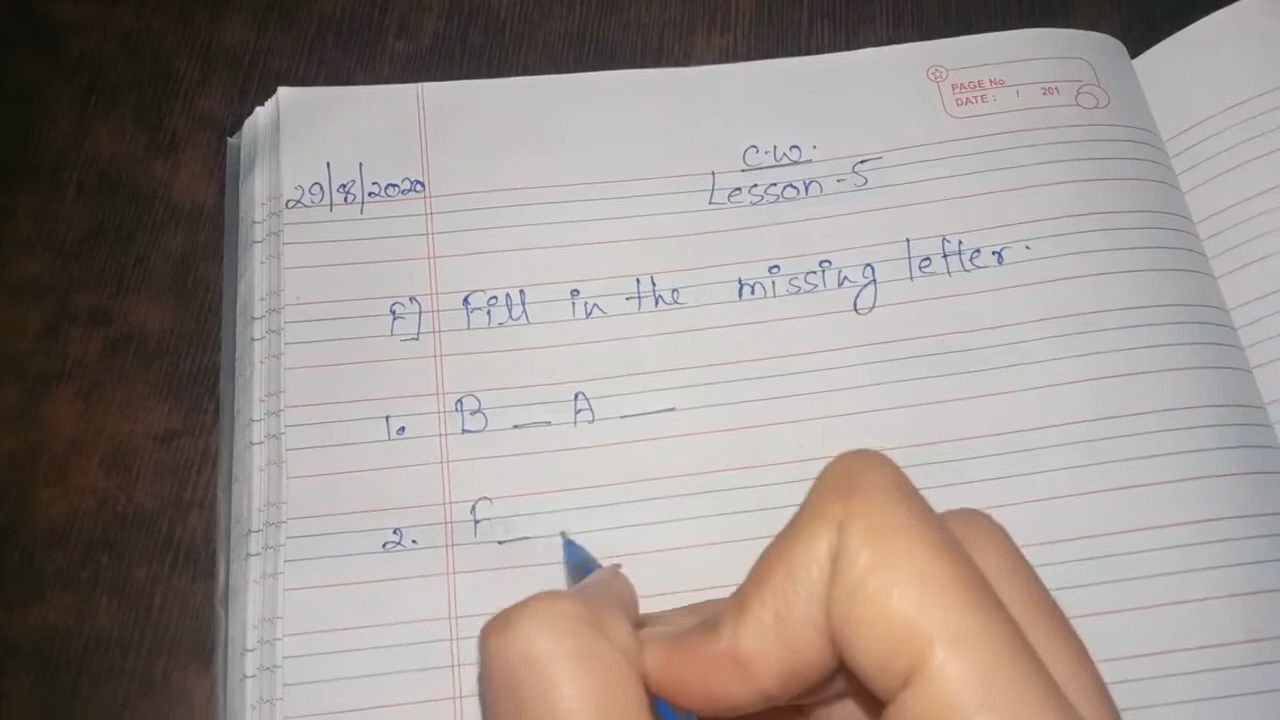 PAGE No
DATE: / 201
C.W.
Lesson-5
29/8/2020
F] Fill in the missing letter.
1. B _ A _
2. F _